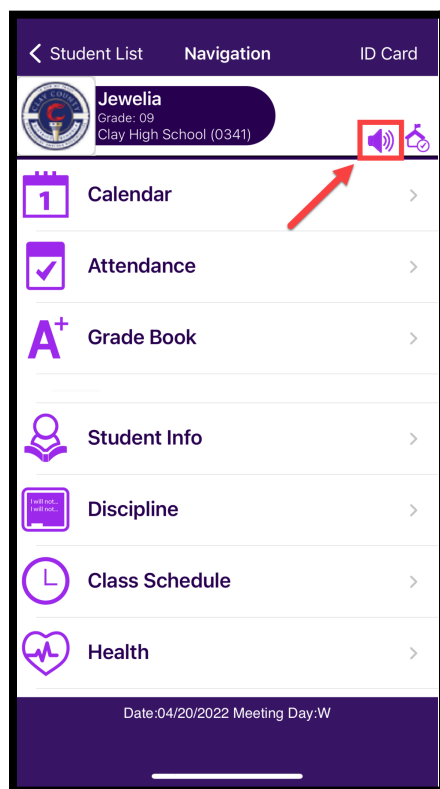 Student List Navigation ID Card
Jewelia
Grade: 09
Clay High School (0341)
1 Calendar
Attendance
A+ Grade Book
Student Info
I will not...
I will not...
Discipline
Class Schedule
Health
Date:04/20/2022 Meeting Day:W